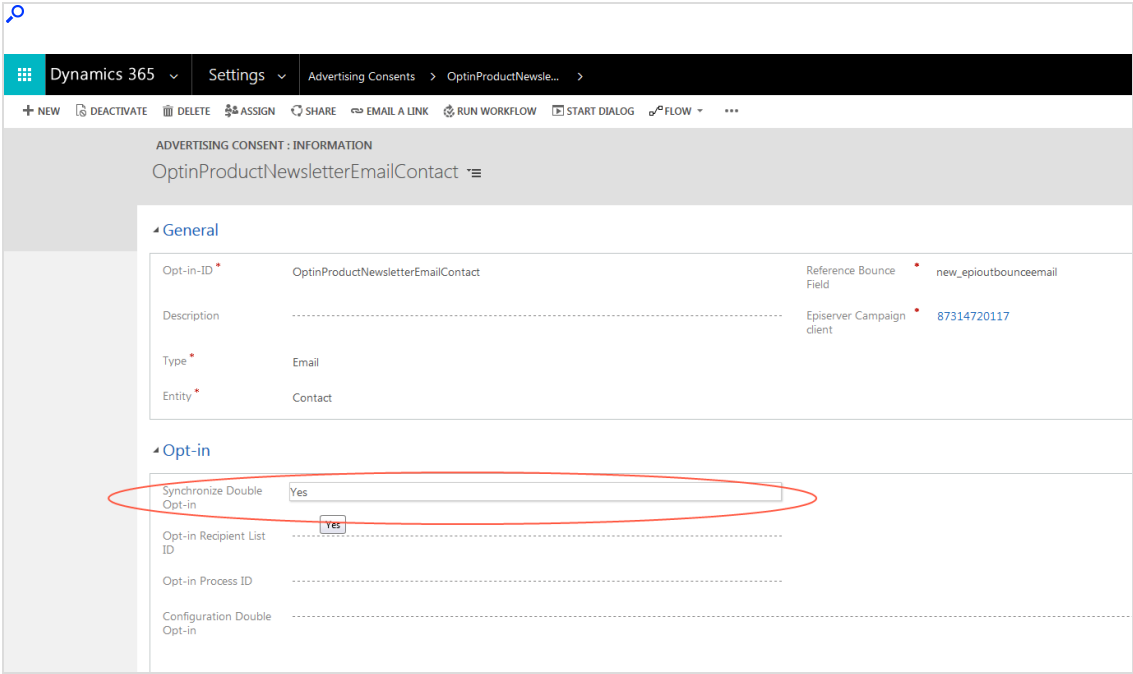 Dynamics 365 Settings Advertising Consents OptinProductNewsle...
NEW DEACTIVATE DELETE ASSIGN SHARE EMAIL A LINK RUN WORKFLOW START DIALOG FLOW •••
ADVERTISING CONSENT : INFORMATION
OptinProductNewsletterEmailContact
General
Opt-in-ID * OptinProductNewsletterEmailContact
Reference Bounce * new_epioutbounceemail
Field
Description
Episerver Campaign * 87314720117
client
Type * Email
Entity * Contact
Opt-in
Synchronize Double Yes
Opt-in
Yes
Opt-in Recipient List
ID
Opt-in Process ID
Configuration Double
Opt-in